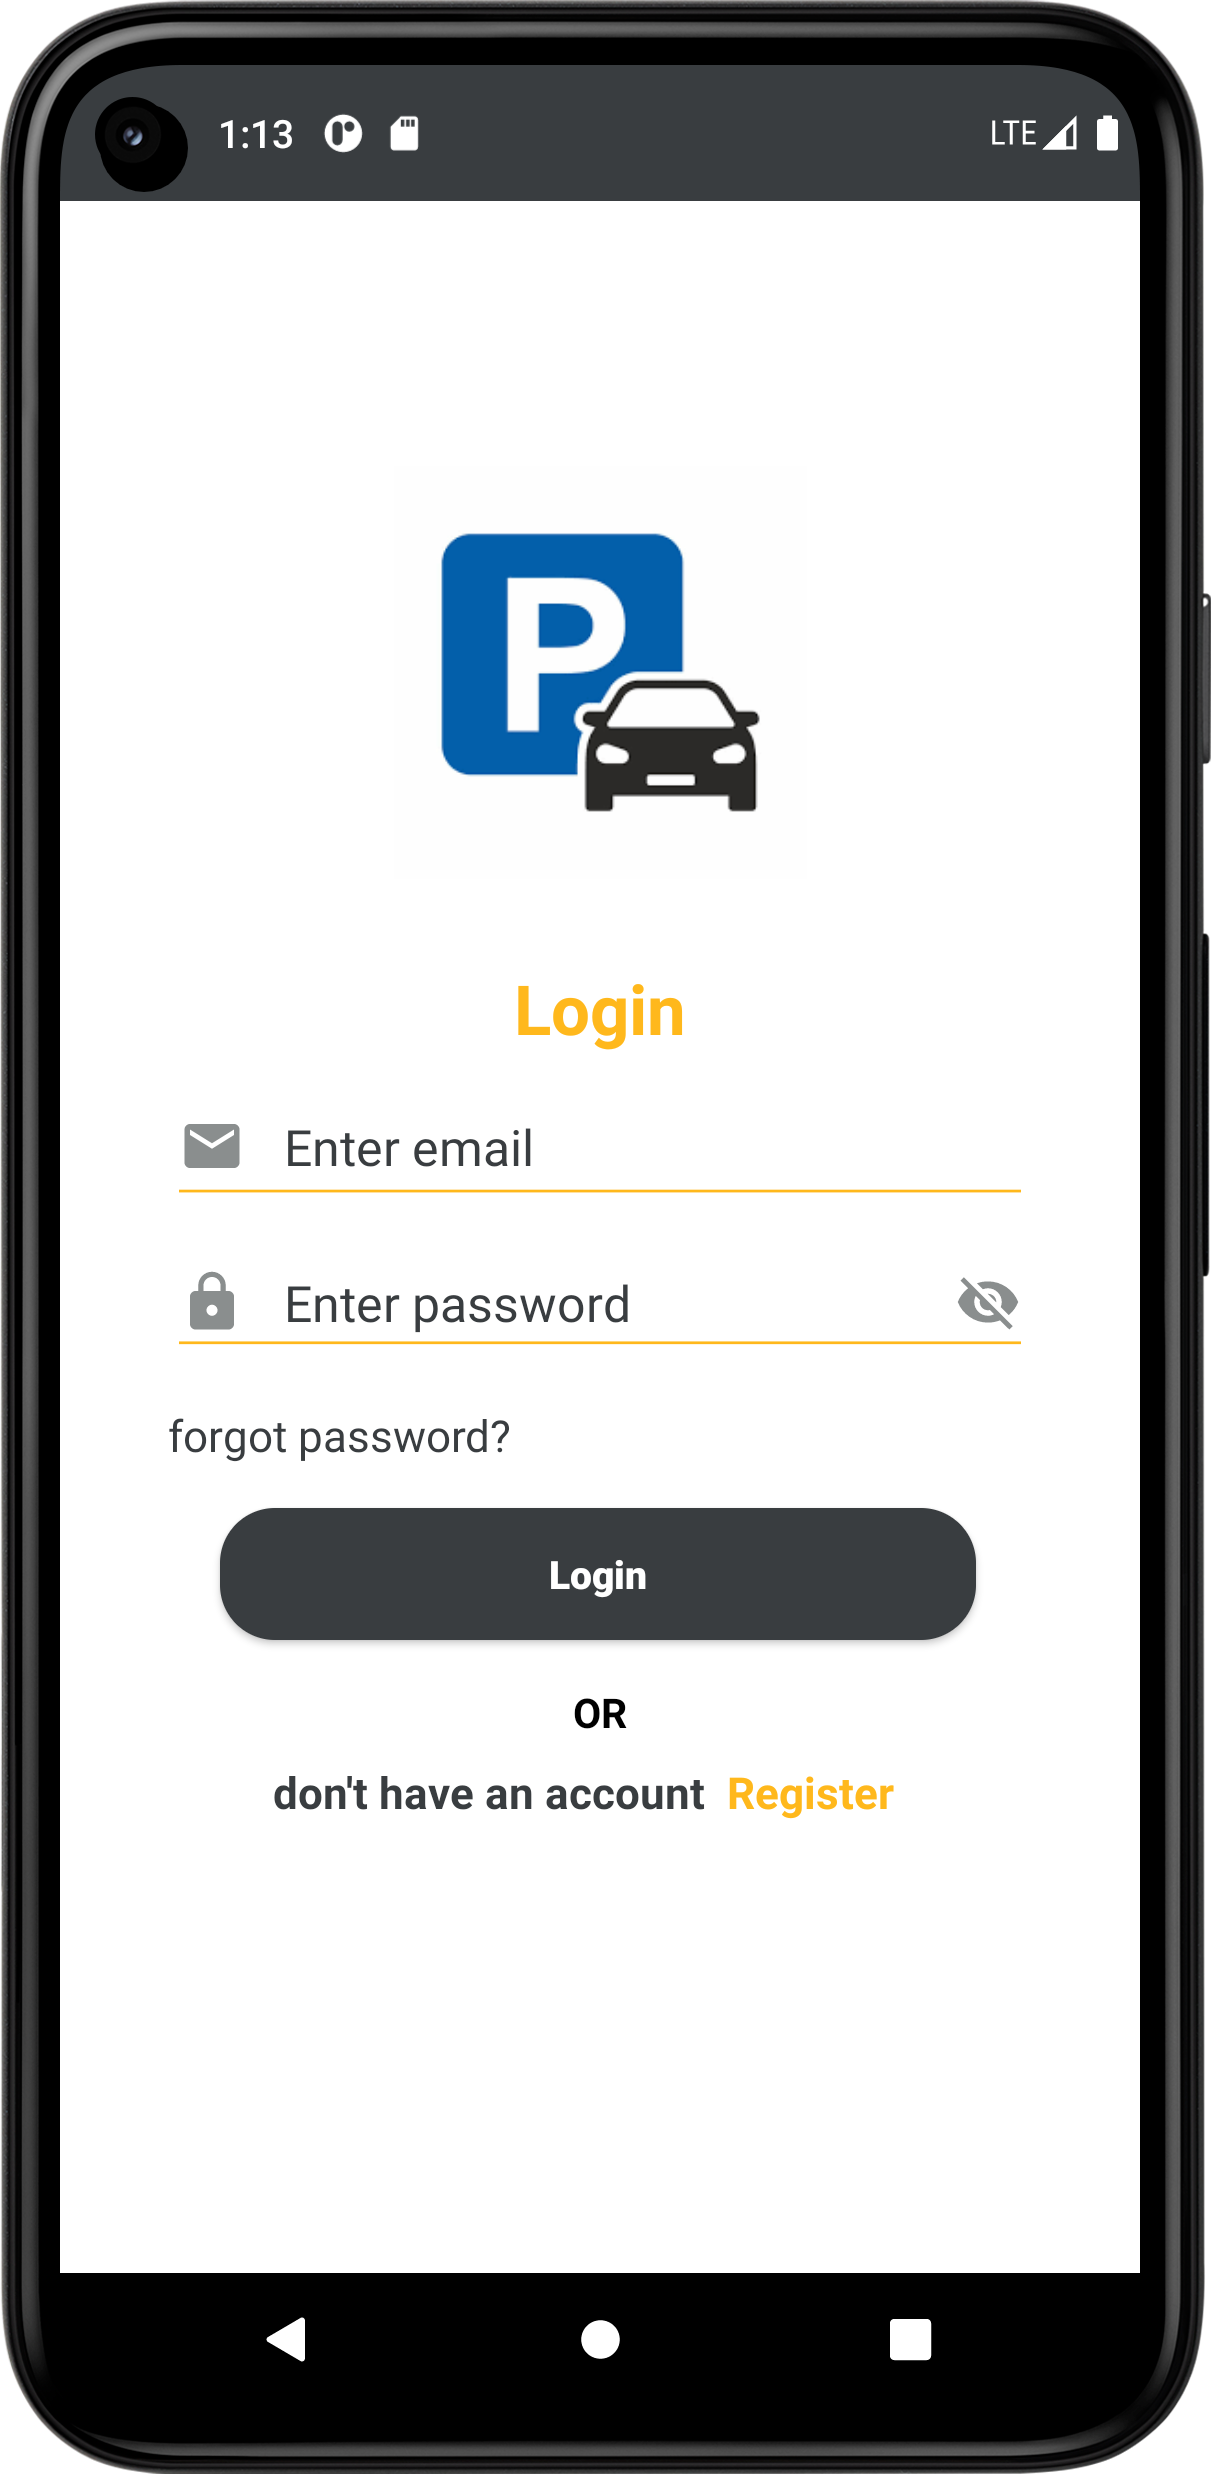 1:13 LTE
P
Login
Enter email
Enter password
forgot password?
Login
OR
don't have an account Register